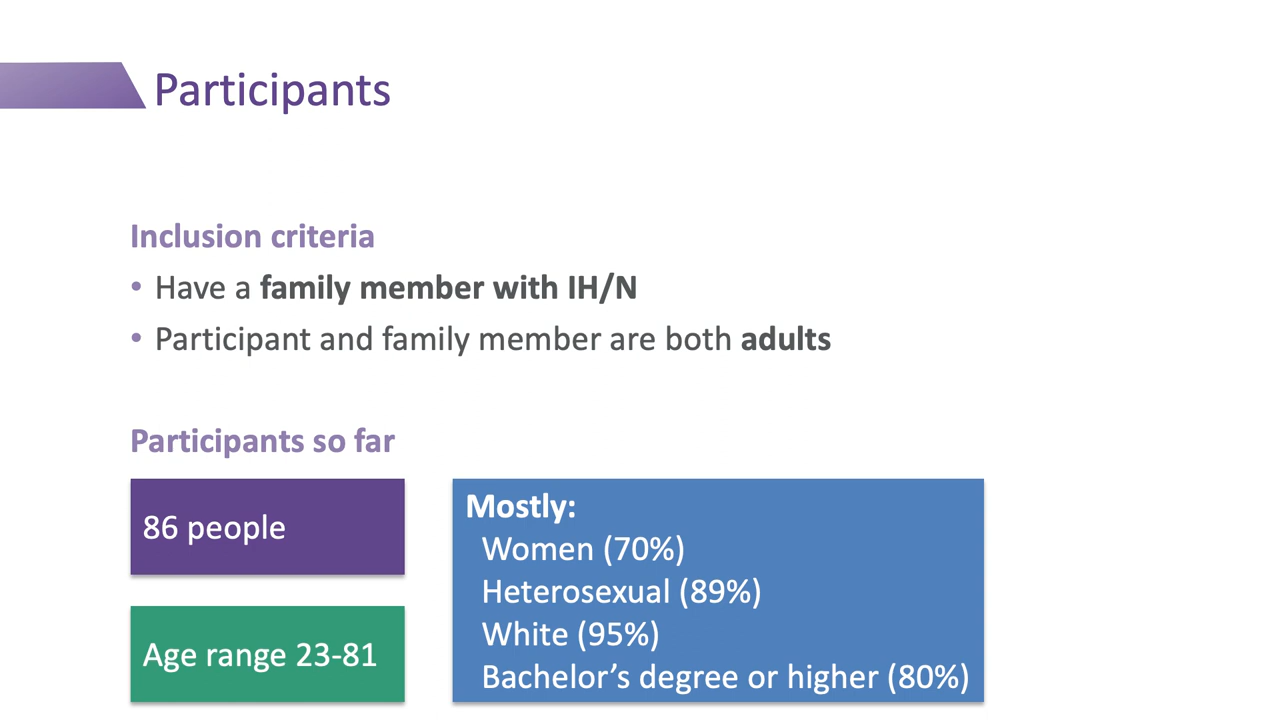 Participants
Inclusion criteria
• Have a family member with IH/N
• Participant and family member are both adults
Participants so far
86 people
Age range 23-81
Mostly:
Women (70%)
Heterosexual (89%)
White (95%)
Bachelor’s degree or higher (80%)